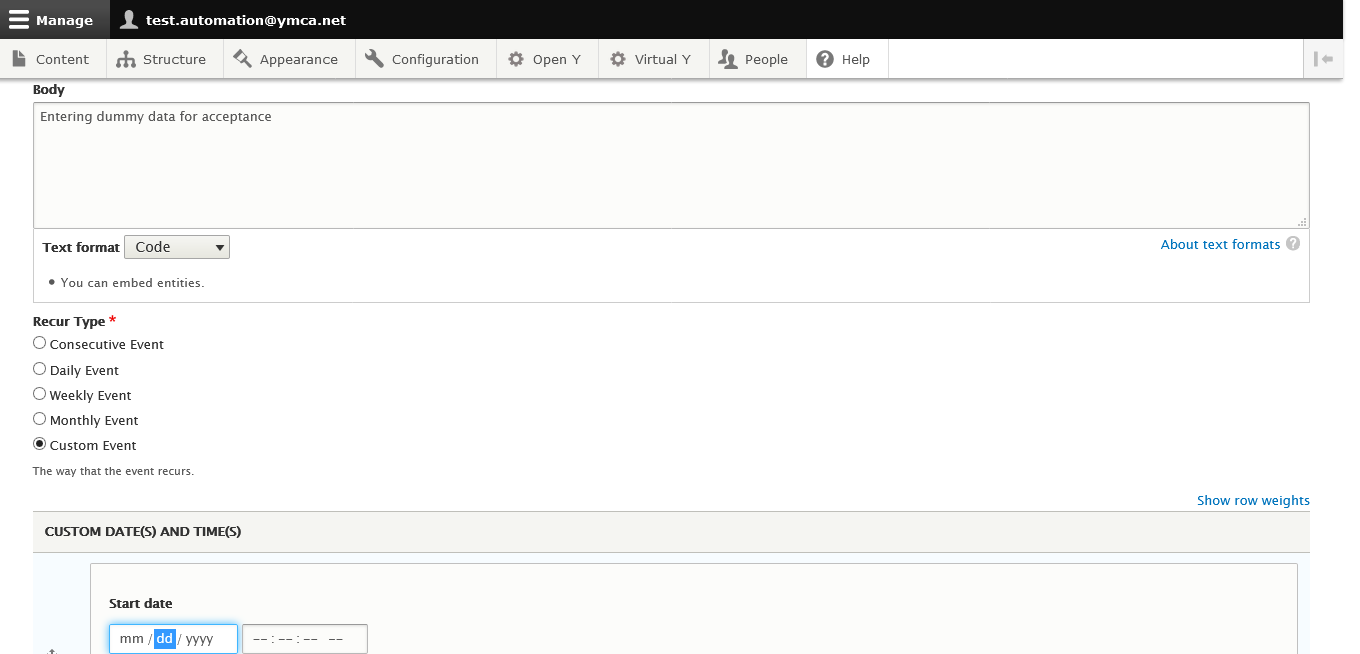 Manage test.automation@ymca.net
Content Structure Appearance Configuration Open Y Virtual Y People Help
Body
Entering dummy data for acceptance
Text format Code About text formats ?
• You can embed entities.
Recur Type *
Consecutive Event
Daily Event
Weekly Event
Monthly Event
Custom Event
The way that the event recurs.
Show row weights
CUSTOM DATE(S) AND TIME(S)
Start date
mm / dd / yyyy -- : -- : -- --